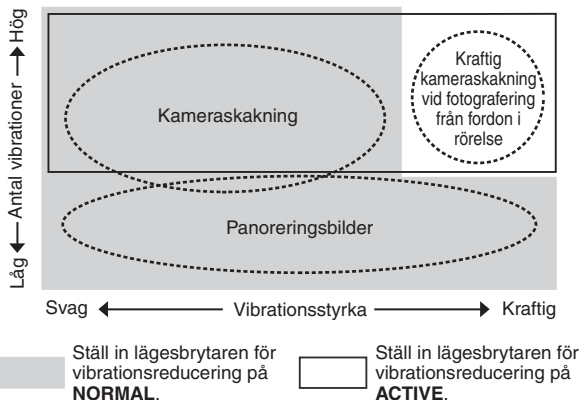 Hög
Antal vibrationer
Låg
Kameraskakning
Kraftig
kameraskakning
vid fotografering
från fordon i
rörelse
Panoreringsbilder
Svag
Vibrationsstyrka
Kraftig
Ställ in lägesbrytaren för
vibrationsreducering på
NORMAL.
Ställ in lägesbrytaren för
vibrationsreducering på
ACTIVE.